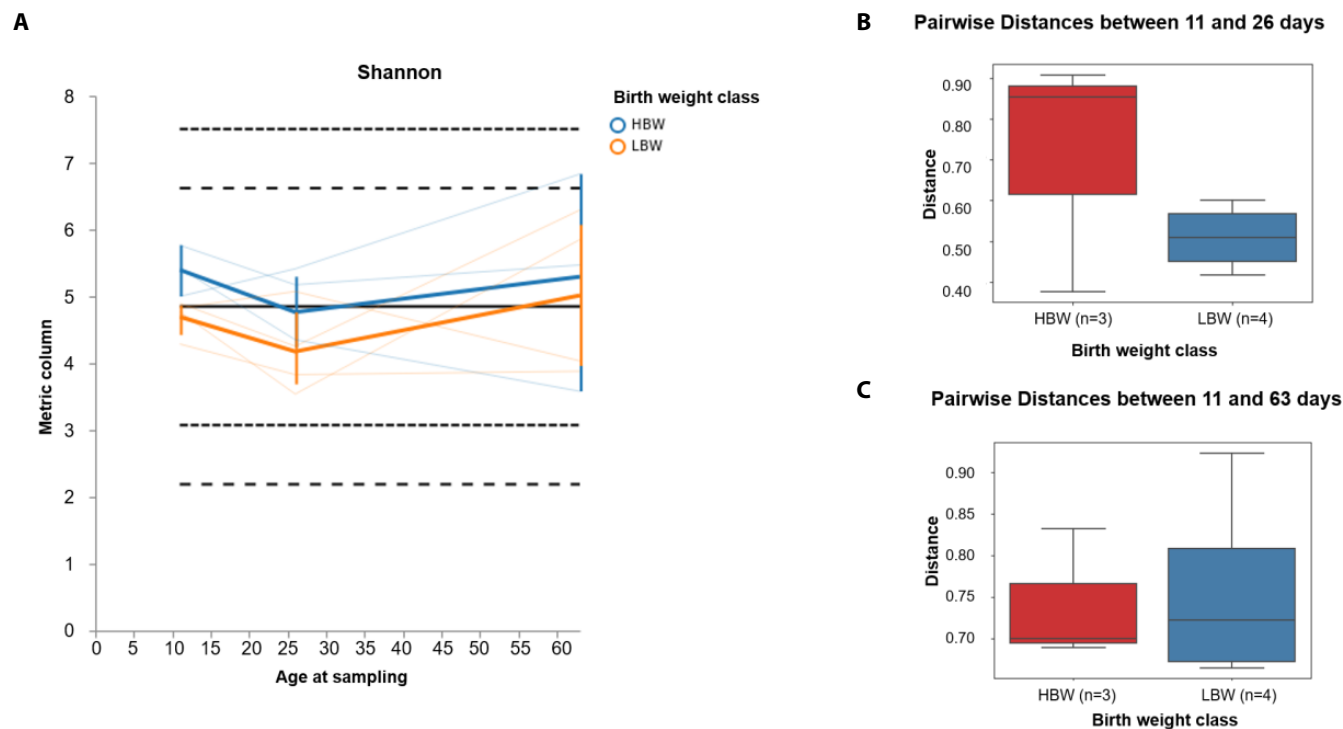 A
Shannon
8
7
6
5
4
3
2
1
0
Metric column
0 5 10 15 20 25 30 35 40 45 50 55 60
Age at sampling
Birth weight class
HBW
LBW
B
Pairwise Distances between 11 and 26 days
0.90
0.80
0.70
0.60
0.50
0.40
Distance
HBW (n=3) LBW (n=4)
Birth weight class
C
Pairwise Distances between 11 and 63 days
0.90
0.85
0.80
0.75
0.70
Distance
HBW (n=3) LBW (n=4)
Birth weight class